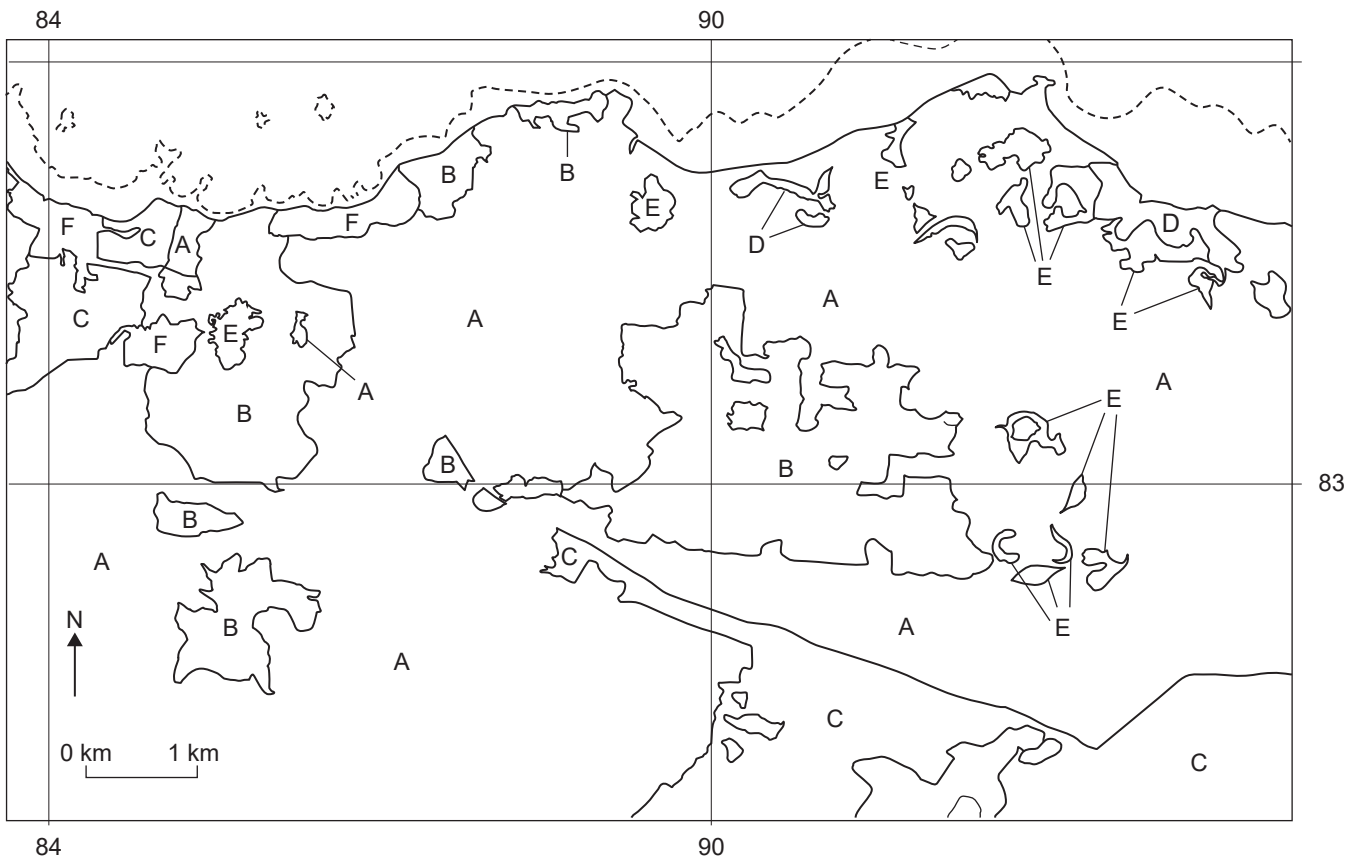 84 90
B B
E
E
F C A B F D D
E
A
C A E
F E A
A A E
B
B B 83
B
A C
N B A E
A
C
0 km 1 km C
84 90